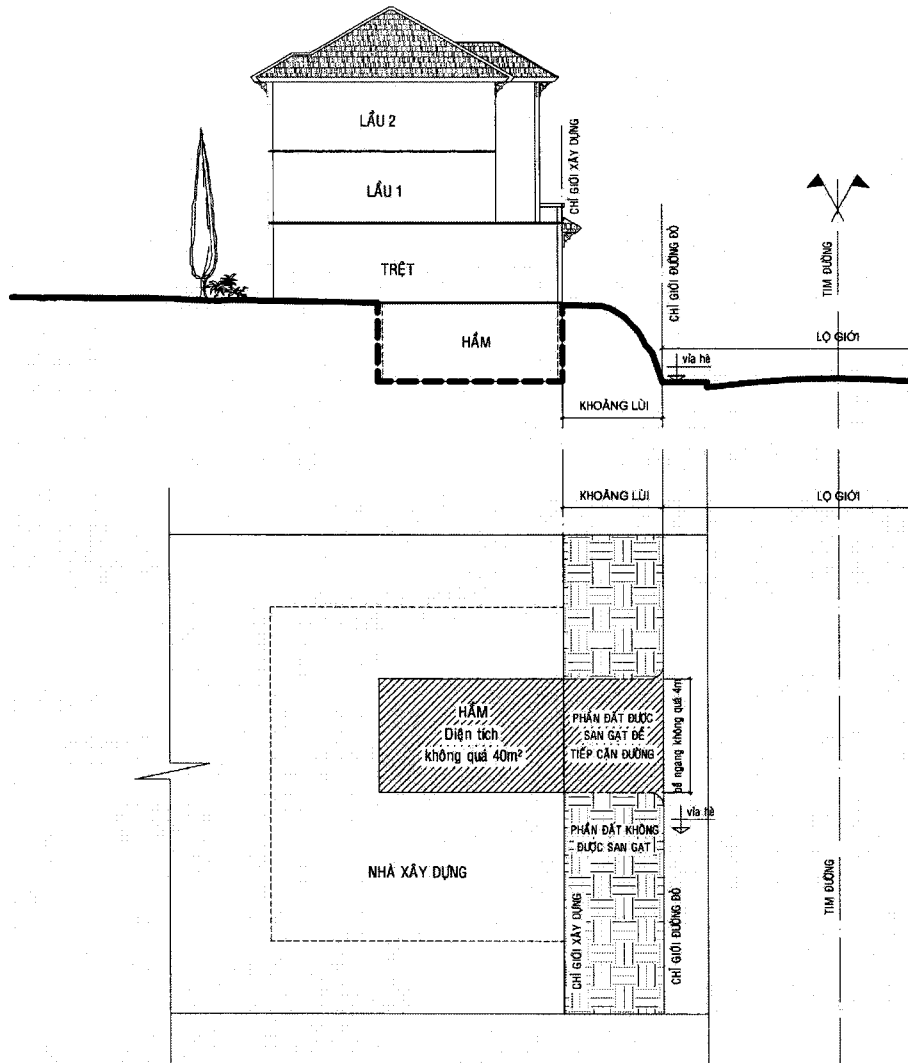 LẦU 2
LẦU 1
TRỆT
HẦM
CHỈ GIỚI XÂY DỰNG
CHỈ GIỚI ĐƯỜNG ĐỎ
TIM ĐƯỜNG
LỘ GIỚI
vỉa hè
KHOẢNG LÙI
KHOẢNG LÙI
LỘ GIỚI
HẦM
Diện tích
không quá 40m²
PHẦN ĐẤT ĐƯỢC
SAN GẠT ĐỂ
TIẾP CẬN ĐƯỜNG
bề ngang không quá 4m
vỉa hè
PHẦN ĐẤT KHÔNG
ĐƯỢC SAN GẠT
NHÀ XÂY DỰNG
CHỈ GIỚI XÂY DỰNG
CHỈ GIỚI ĐƯỜNG ĐỎ
TIM ĐƯỜNG